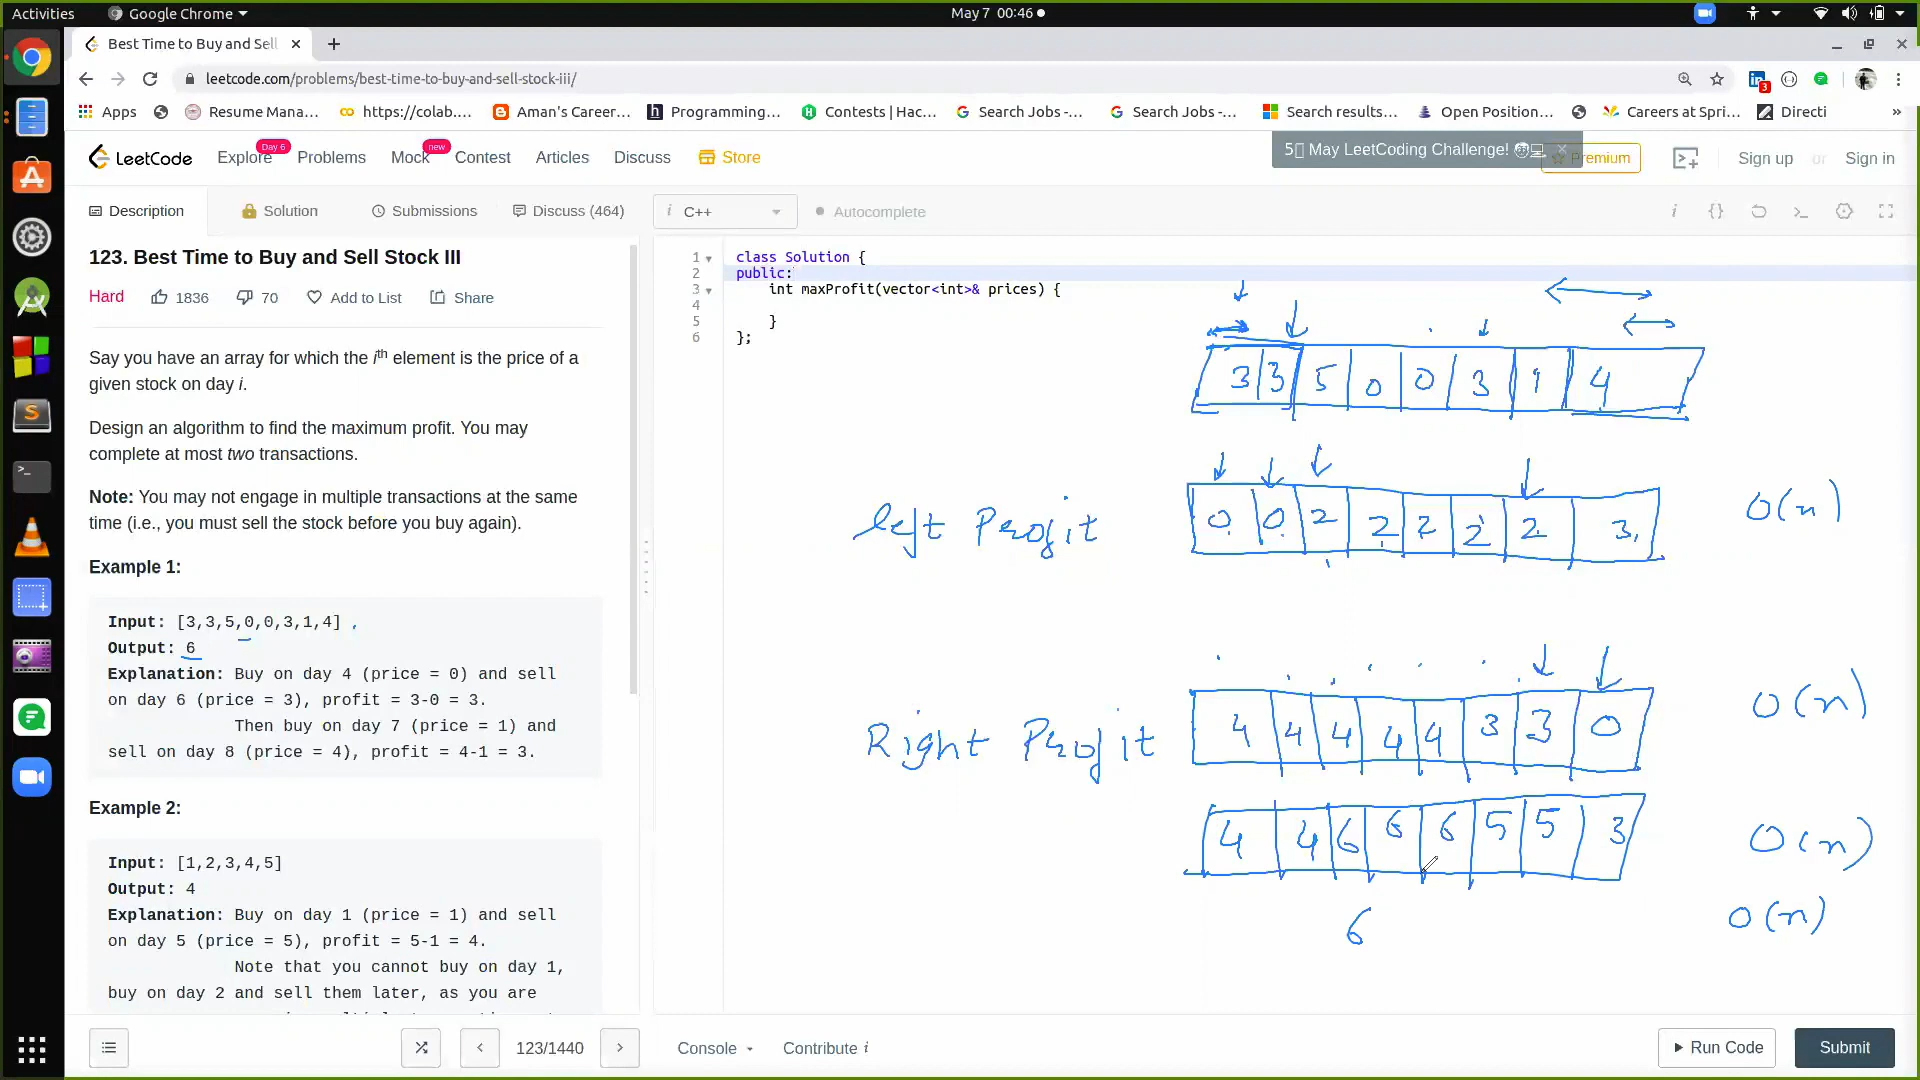 Activities
Google Chrome
May 7 00:46
Best Time to Buy and Sell
leetcode.com/problems/best-time-to-buy-and-sell-stock-iii/
3
Apps
Resume Mana...
https://colab....
Aman's Career...
Programming...
Contests | Hac...
Search Jobs -...
Search Jobs -...
Search results...
Open Position...
Careers at Spri...
Directi
»
LeetCode
Explore
Day 6
Problems
Mock
new
Contest
Articles
Discuss
Store
May LeetCoding Challenge!
Premium
Sign up
or
Sign in
Description
Solution
Submissions
Discuss (464)
i C++
Autocomplete
123. Best Time to Buy and Sell Stock III
Hard
1836
70
Add to List
Share
Say you have an array for which the ith element is the price of a
given stock on day i.
Design an algorithm to find the maximum profit. You may
complete at most two transactions.
Note: You may not engage in multiple transactions at the same
time (i.e., you must sell the stock before you buy again).
Example 1:
Input: [3,3,5,0,0,3,1,4]
Output: 6
Explanation: Buy on day 4 (price = 0) and sell
on day 6 (price = 3), profit = 3-0 = 3.
Then buy on day 7 (price = 1) and
sell on day 8 (price = 4), profit = 4-1 = 3.
Example 2:
Input: [1,2,3,4,5]
Output: 4
Explanation: Buy on day 1 (price = 1) and sell
on day 5 (price = 5), profit = 5-1 = 4.
Note that you cannot buy on day 1,
buy on day 2 and sell them later, as you are
1 class Solution {
2 public:
3 int maxProfit(vector<int>& prices) {
4
5 }
6 };
3 3 5 0 0 3 1 4
left Profit 0 0 2 2 2 2 2 3 O(n)
Right Profit 4 4 4 4 4 3 3 0 O(n)
4 4 6 6 6 5 5 3 O(n)
6 O(n)
123/1440
Console
Contribute i
Run Code
Submit